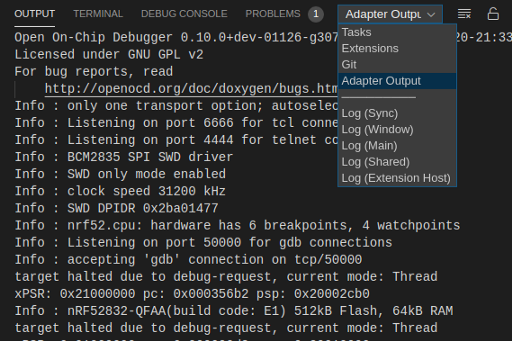 OUTPUT TERMINAL DEBUG CONSOLE PROBLEMS 1 Adapter Outpu
Open On-Chip Debugger 0.10.0+dev-01126-g307 20-21:33
Tasks
Licensed under GNU GPL v2
Extensions
For bug reports, read
Git
http://openocd.org/doc/doxygen/bugs.htm
Adapter Output
Info : only one transport option; autoselec
Log (Sync)
Info : Listening on port 6666 for tcl conne
Log (Window)
Info : Listening on port 4444 for telnet co
Log (Main)
Info : BCM2835 SPI SWD driver
Log (Shared)
Info : SWD only mode enabled
Log (Extension Host)
Info : clock speed 31200 kHz
Info : SWD DPIDR 0x2ba01477
Info : nrf52.cpu: hardware has 6 breakpoints, 4 watchpoints
Info : Listening on port 50000 for gdb connections
Info : accepting 'gdb' connection on tcp/50000
target halted due to debug-request, current mode: Thread
xPSR: 0x21000000 pc: 0x000356b2 psp: 0x20002cb0
Info : nRF52832-QFAA(build code: E1) 512kB Flash, 64kB RAM
target halted due to debug-request, current mode: Thread